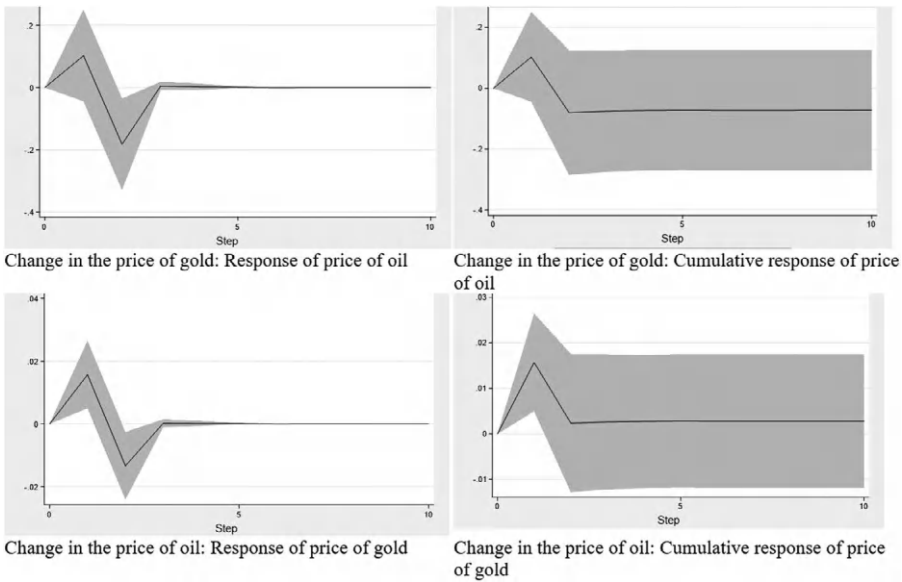 .2
0
-.2
-.4
0
5
10
Step
Change in the price of gold: Response of price of oil
.2
0
-.2
-.4
0
5
10
Step
Change in the price of gold: Cumulative response of price
of oil
.04
.02
0
-.02
0
5
10
Step
Change in the price of oil: Response of price of gold
.03
.02
.01
0
-.01
0
5
10
Step
Change in the price of oil: Cumulative response of price
of gold